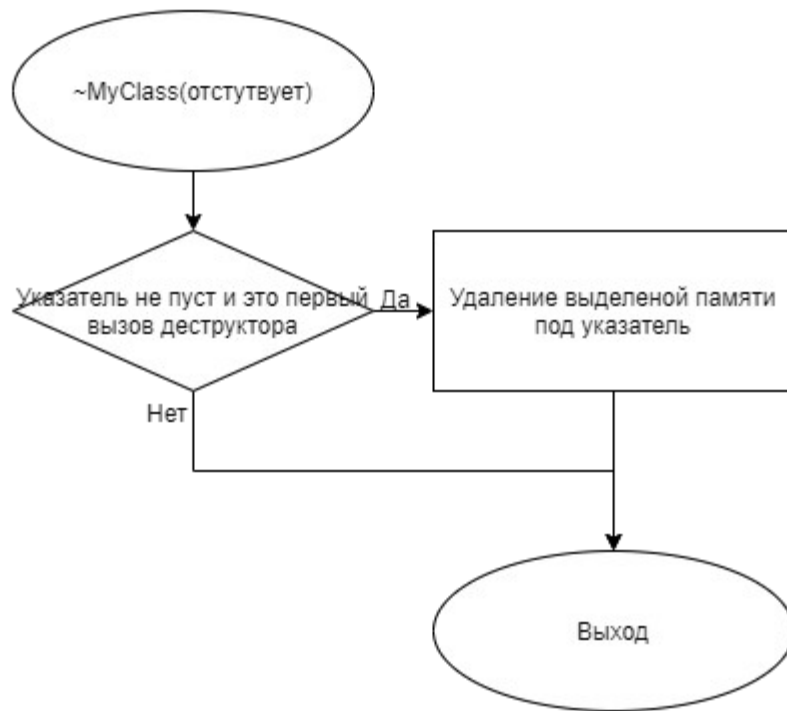 ~MyClass(отстутвует)
Указатель не пуст и это первый
вызов деструктора
Да
Удаление выделеной памяти
под указатель
Нет
Выход